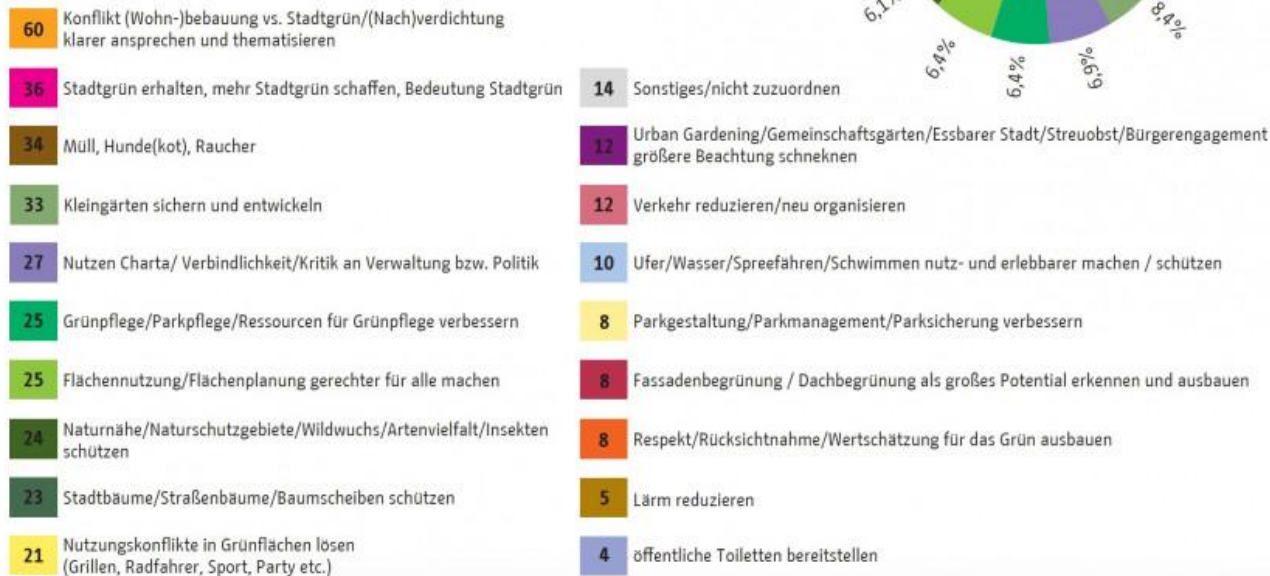 60
Konflikt (Wohn-)bebauung vs. Stadtgrün/(Nach)verdichtung
klarer ansprechen und thematisieren
36 Stadtgrün erhalten, mehr Stadtgrün schaffen, Bedeutung Stadtgrün
34 Müll, Hunde(kot), Raucher
33 Kleingärten sichern und entwickeln
27 Nutzen Charta/ Verbindlichkeit/Kritik an Verwaltung bzw. Politik
25 Grünpflege/Parkpflege/Ressourcen für Grünpflege verbessern
25 Flächennutzung/Flächenplanung gerechter für alle machen
24
Naturnähe/Naturschutzgebiete/Wildwuchs/Artenvielfalt/Insekten
schützen
23 Stadtbäume/Straßenbäume/Baumscheiben schützen
21
Nutzungskonflikte in Grünflächen lösen
(Grillen, Radfahrer, Sport, Party etc.)
6,4%
6,4%
6,9%
8,4%
14 Sonstiges/nicht zuzuordnen
12
Urban Gardening/Gemeinschaftsgärten/Essbarer Stadt/Streuobst/Bürgerengagement
größere Beachtung schneknen
12 Verkehr reduzieren/neu organisieren
10 Ufer/Wasser/Spreefähren/Schwimmen nutz- und erlebbarer machen / schützen
8 Parkgestaltung/Parkmanagement/Parksicherung verbessern
8 Fassadenbegrünung / Dachbegrünung als großes Potential erkennen und ausbauen
8 Respekt/Rücksichtnahme/Wertschätzung für das Grün ausbauen
5 Lärm reduzieren
4 öffentliche Toiletten bereitstellen